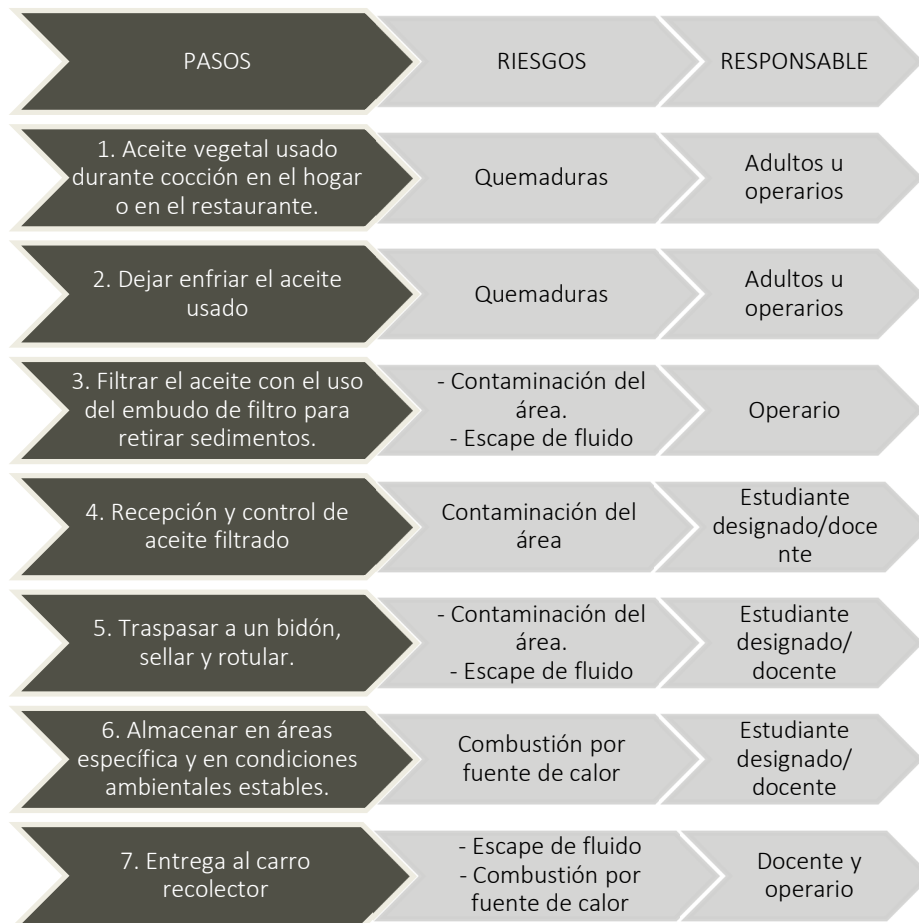 PASOS
RIESGOS
RESPONSABLE
1. Aceite vegetal usado
durante cocción en el hogar
o en el restaurante.
Quemaduras
Adultos u
operarios
2. Dejar enfriar el aceite
usado
Quemaduras
Adultos u
operarios
3. Filtrar el aceite con el uso
del embudo de filtro para
retirar sedimentos.
- Contaminación del
área.
- Escape de fluido
Operario
4. Recepción y control de
aceite filtrado
Contaminación del
área
Estudiante
designado/doce
nte
5. Traspasar a un bidón,
sellar y rotular.
- Contaminación del
área.
- Escape de fluido
Estudiante
designado/
docente
6. Almacenar en áreas
específica y en condiciones
ambientales estables.
Combustión por
fuente de calor
Estudiante
designado/
docente
7. Entrega al carro
recolector
- Escape de fluido
- Combustión por
fuente de calor
Docente y
operario